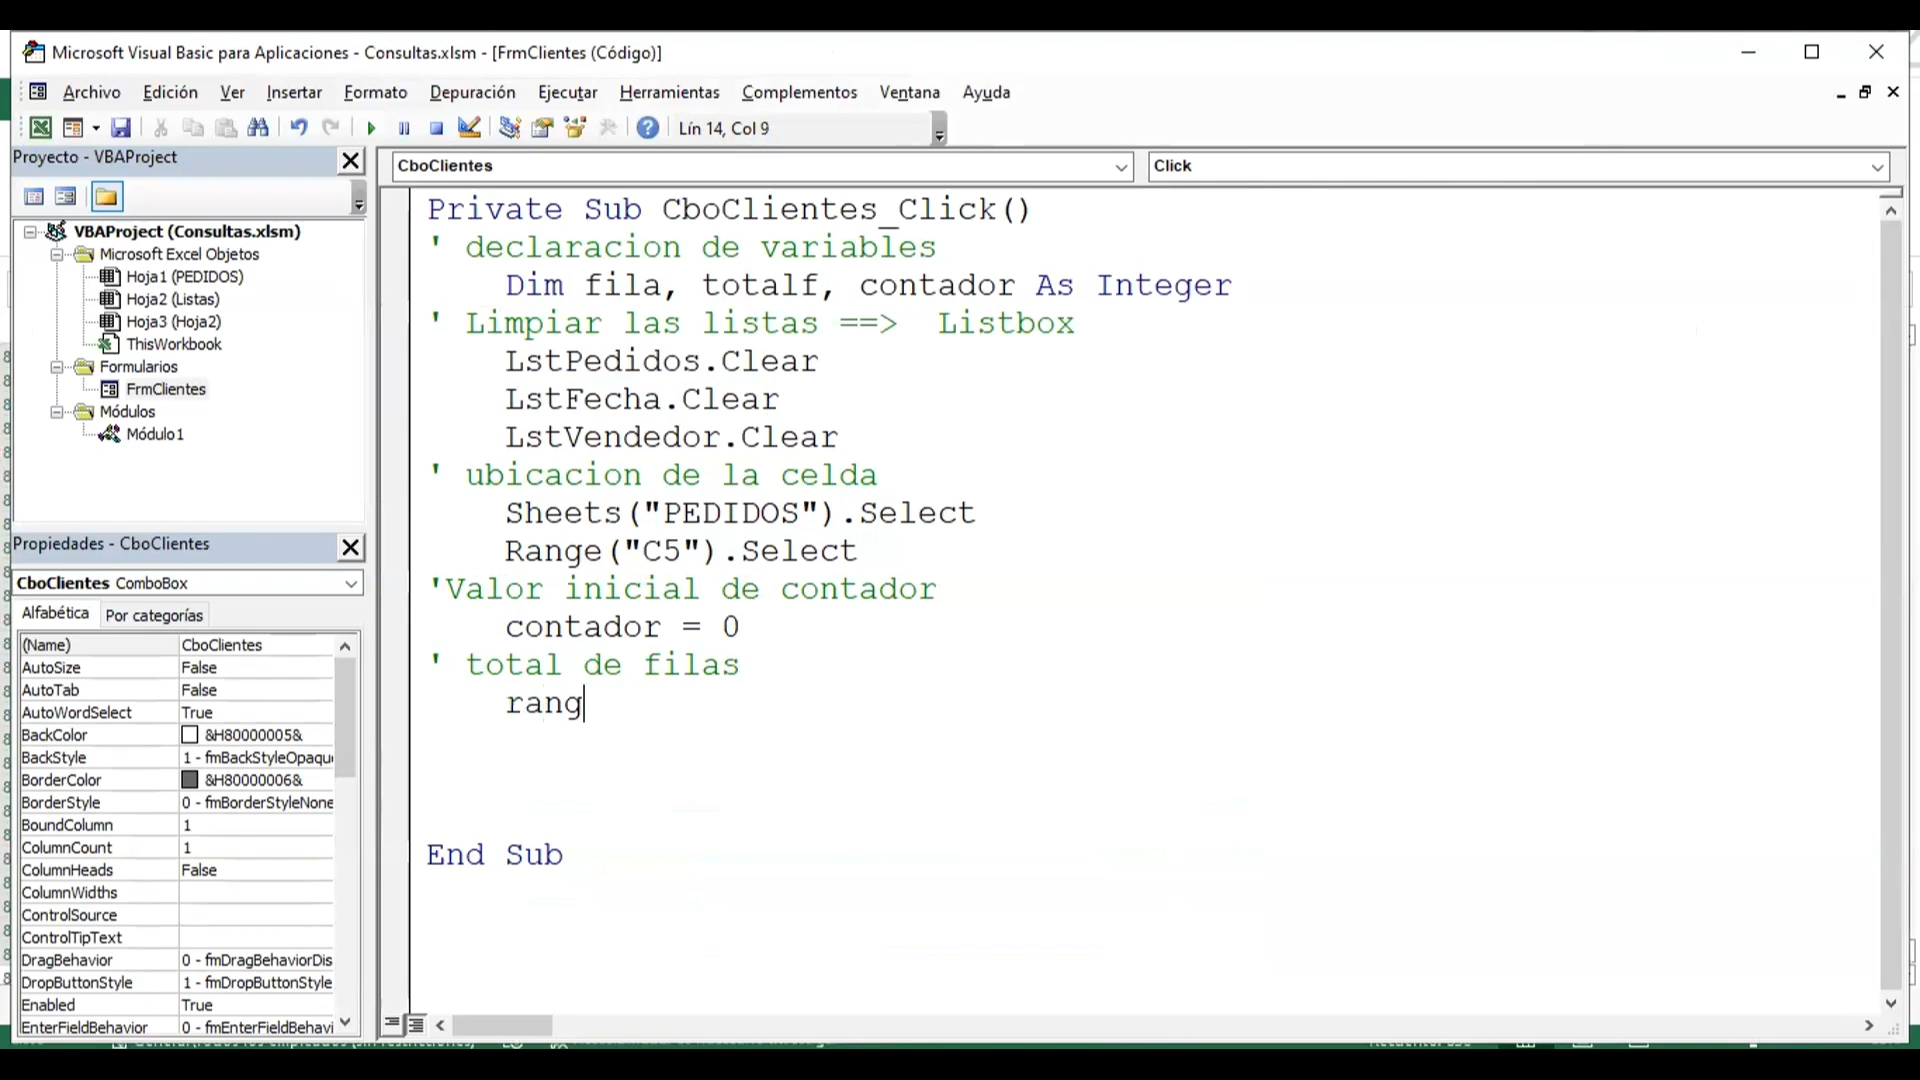 Microsoft Visual Basic para Aplicaciones - Consultas.xlsm - [FrmClientes (Código)]
Archivo Edición Ver Insertar Formato Depuración Ejecutar Herramientas Complementos Ventana Ayuda
Lín 14, Col 9
Proyecto - VBAProject
VBAProject (Consultas.xlsm)
Microsoft Excel Objetos
Hoja1 (PEDIDOS)
Hoja2 (Listas)
Hoja3 (Hoja2)
ThisWorkbook
Formularios
FrmClientes
Módulos
Módulo1
Propiedades - CboClientes
CboClientes ComboBox
Alfabética Por categorías
(Name) CboClientes
AutoSize False
AutoTab False
AutoWordSelect True
BackColor &H80000005&
BackStyle 1 - fmBackStyleOpaqu
BorderColor &H80000006&
BorderStyle 0 - fmBorderStyleNone
BoundColumn 1
ColumnCount 1
ColumnHeads False
ColumnWidths
ControlSource
ControlTipText
DragBehavior 0 - fmDragBehaviorDis
DropButtonStyle 1 - fmDropButtonStyle
Enabled True
EnterFieldBehavior 0 - fmEnterFieldBehavi
CboClientes Click
Private Sub CboClientes_Click()
' declaracion de variables
Dim fila, totalf, contador As Integer
' Limpiar las listas ==> Listbox
LstPedidos.Clear
LstFecha.Clear
LstVendedor.Clear
' ubicacion de la celda
Sheets("PEDIDOS").Select
Range("C5").Select
'Valor inicial de contador
contador = 0
' total de filas
rang
End Sub